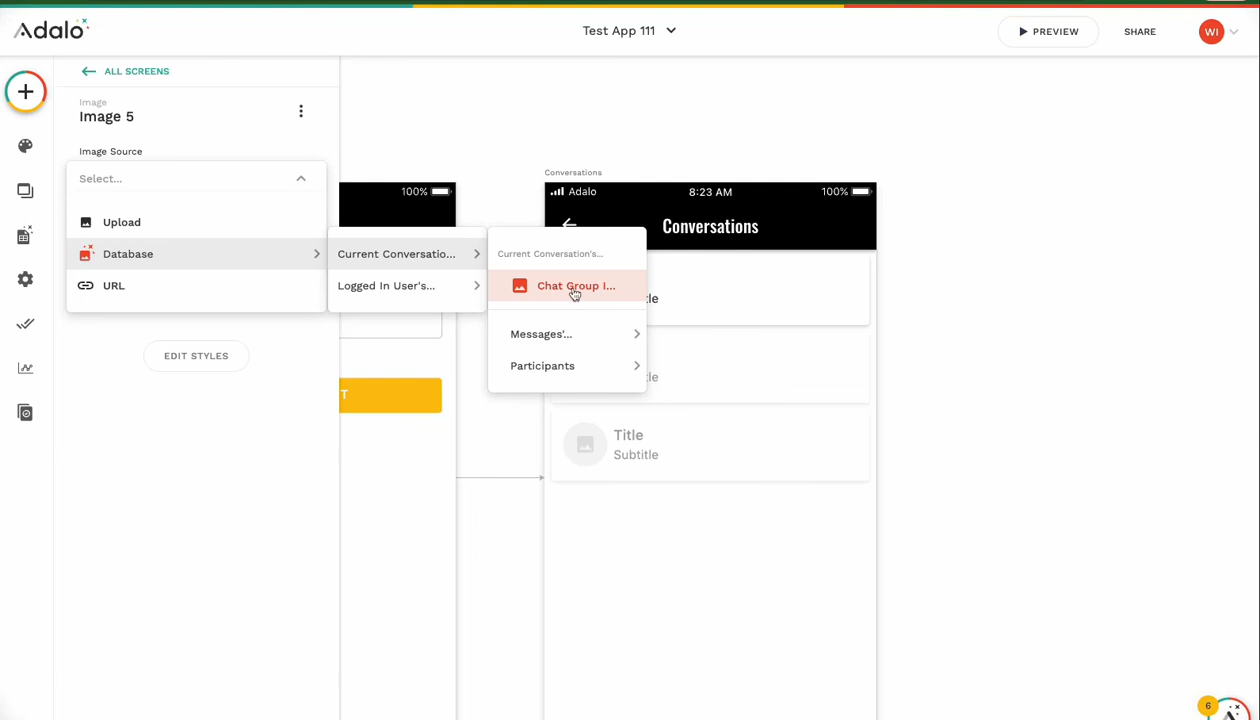 Adalo
Test App 111
PREVIEW
SHARE
WI
ALL SCREENS
Image
Image 5
Image Source
Select...
Upload
Database
URL
EDIT STYLES
Current Conversatio...
Logged In User's...
Current Conversation's...
Chat Group I...
Messages'...
Participants
100%
T
Conversations
Adalo
8:23 AM
100%
Conversations
tle
tle
Title
Subtitle
6